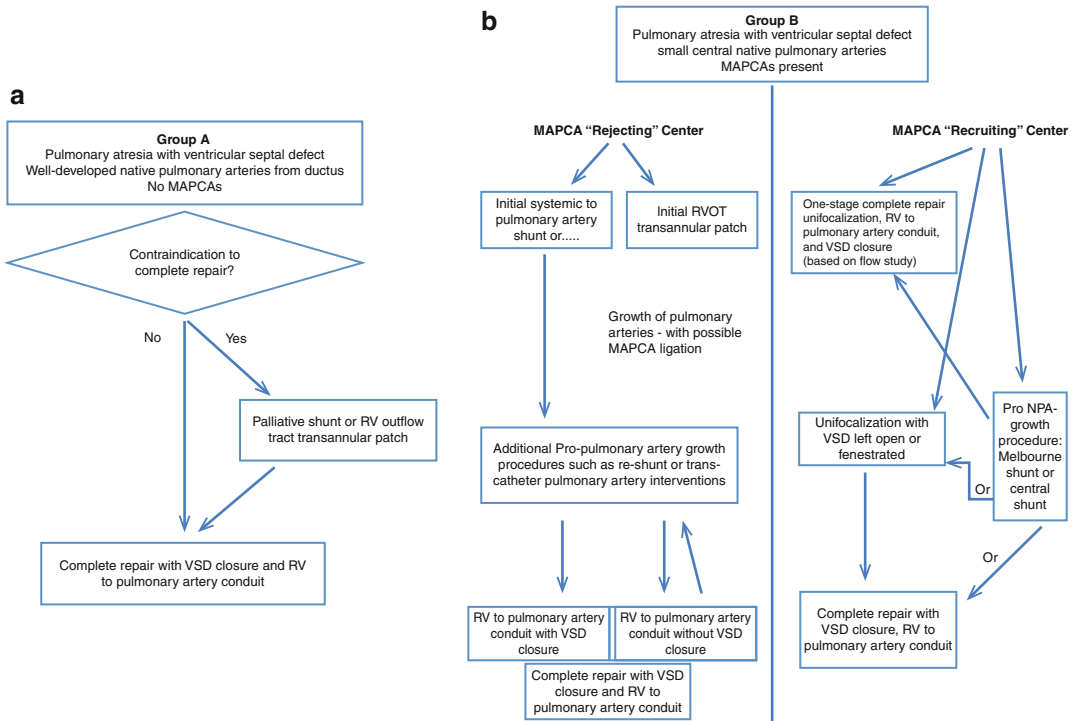 a
Group A
Pulmonary atresia with ventricular septal defect
Well-developed native pulmonary arteries from ductus
No MAPCAs
Contraindication to
complete repair?
No
Yes
Palliative shunt or RV outflow
tract transannular patch
Complete repair with VSD closure and RV
to pulmonary artery conduit
b
Group B
Pulmonary atresia with ventricular septal defect
small central native pulmonary arteries
MAPCAs present
MAPCA “Rejecting” Center
Initial systemic to
pulmonary artery
shunt or.....
Initial RVOT
transannular patch
Growth of pulmonary
arteries - with possible
MAPCA ligation
Additional Pro-pulmonary artery growth
procedures such as re-shunt or trans-
catheter pulmonary artery interventions
RV to pulmonary artery
conduit with VSD
closure
RV to pulmonary artery
conduit without VSD
closure
Complete repair with VSD
closure and RV to
pulmonary artery conduit
MAPCA “Recruiting” Center
One-stage complete repair
unifocalization, RV to
pulmonary artery conduit,
and VSD closure
(based on flow study)
Unifocalization with
VSD left open or
fenestrated
Pro NPA-
growth
procedure:
Melbourne
shunt or
central
shunt
Or
Or
Complete repair with
VSD closure, RV to
pulmonary artery conduit